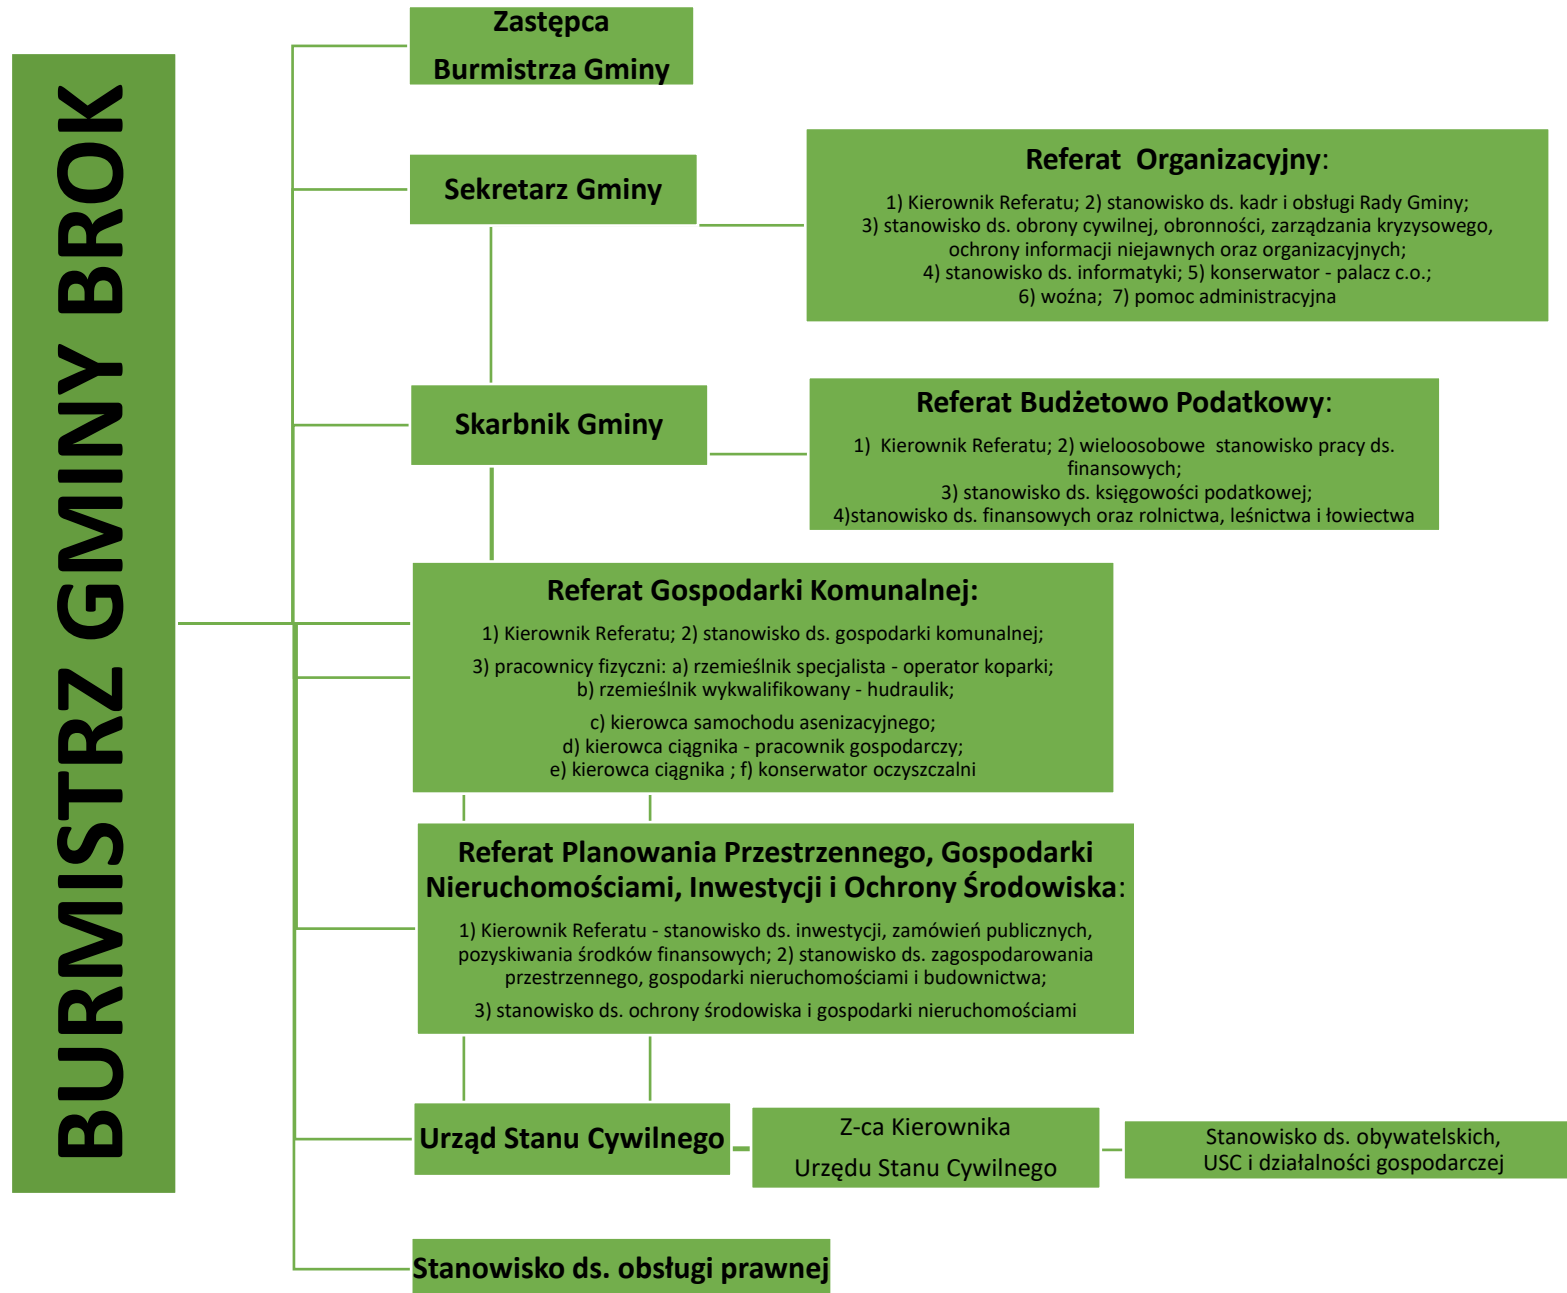 BURMISTRZ GMINY BROK
Zastępca
Burmistrza Gminy
Sekretarz Gminy
Referat Organizacyjny:
1) Kierownik Referatu; 2) stanowisko ds. kadr i obsługi Rady Gminy;
3) stanowisko ds. obrony cywilnej, obronności, zarządzania kryzysowego,
ochrony informacji niejawnych oraz organizacyjnych;
4) stanowisko ds. informatyki; 5) konserwator - palacz c.o.;
6) woźna; 7) pomoc administracyjna
Skarbnik Gminy
Referat Budżetowo Podatkowy:
1) Kierownik Referatu; 2) wieloosobowe stanowisko pracy ds.
finansowych;
3) stanowisko ds. księgowości podatkowej;
4)stanowisko ds. finansowych oraz rolnictwa, leśnictwa i łowiectwa
Referat Gospodarki Komunalnej:
1) Kierownik Referatu; 2) stanowisko ds. gospodarki komunalnej;
3) pracownicy fizyczni: a) rzemieślnik specjalista - operator koparki;
b) rzemieślnik wykwalifikowany - hudraulik;
c) kierowca samochodu asenizacyjnego;
d) kierowca ciągnika - pracownik gospodarczy;
e) kierowca ciągnika ; f) konserwator oczyszczalni
Referat Planowania Przestrzennego, Gospodarki
Nieruchomościami, Inwestycji i Ochrony Środowiska:
1) Kierownik Referatu - stanowisko ds. inwestycji, zamówień publicznych,
pozyskiwania środków finansowych; 2) stanowisko ds. zagospodarowania
przestrzennego, gospodarki nieruchomościami i budownictwa;
3) stanowisko ds. ochrony środowiska i gospodarki nieruchomościami
Urząd Stanu Cywilnego
Z-ca Kierownika
Urzędu Stanu Cywilnego
Stanowisko ds. obywatelskich,
USC i działalności gospodarczej
Stanowisko ds. obsługi prawnej